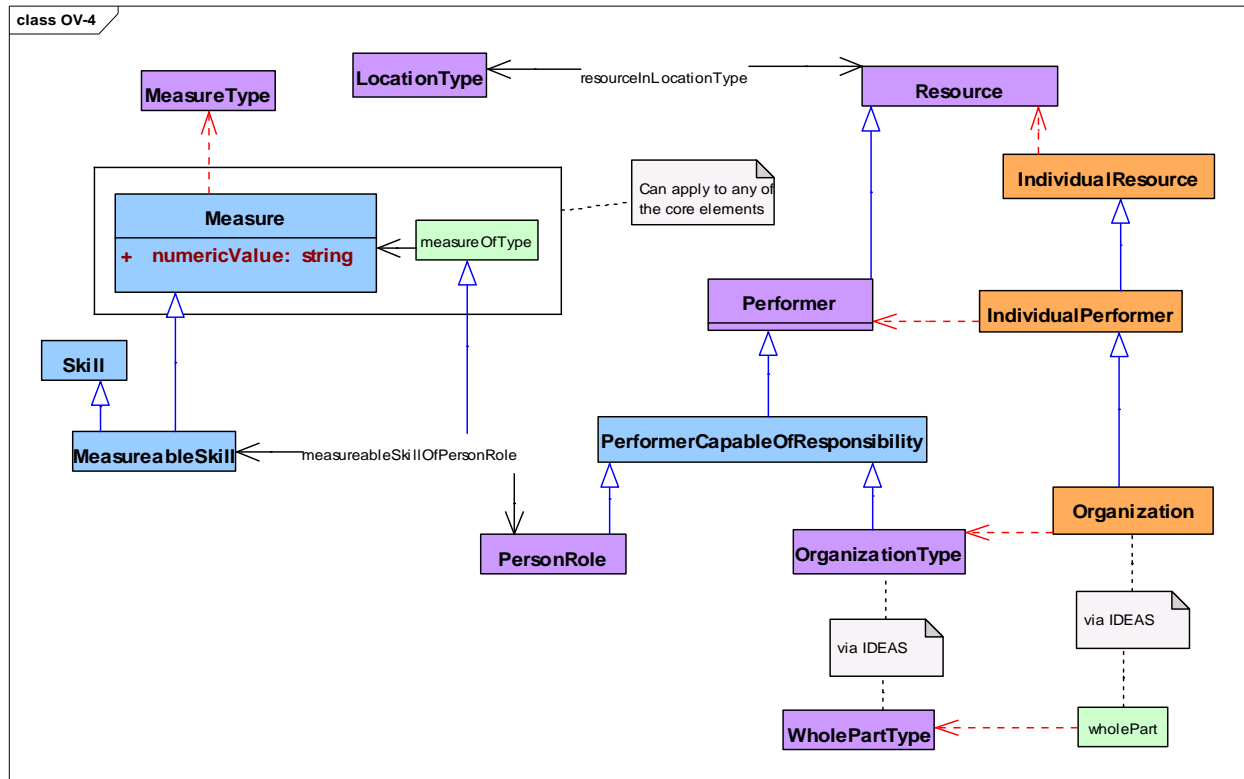 class OV-4
LocationType
resourceInLocationType
Resource
MeasureType
Can apply to any of
the core elements
IndividualResource
Measure
+ numericValue: string
measureOfType
Performer
IndividualPerformer
Skill
MeasureableSkill
measureableSkillOfPersonRole
PerformerCapableOfResponsibility
Organization
PersonRole
OrganizationType
via IDEAS
via IDEAS
WholePartType
wholePart